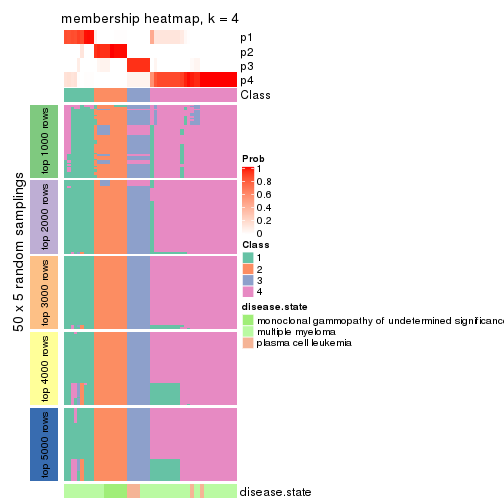 membership heatmap, k = 4
p1
p2
p3
p4
Class
50 x 5 random samplings
top 1000 rows
top 2000 rows
top 3000 rows
top 4000 rows
top 5000 rows
disease.state
Prob
1
0.8
0.6
0.4
0.2
0
Class
1
2
3
4
disease.state
monoclonal gammopathy of undetermined significance
multiple myeloma
plasma cell leukemia